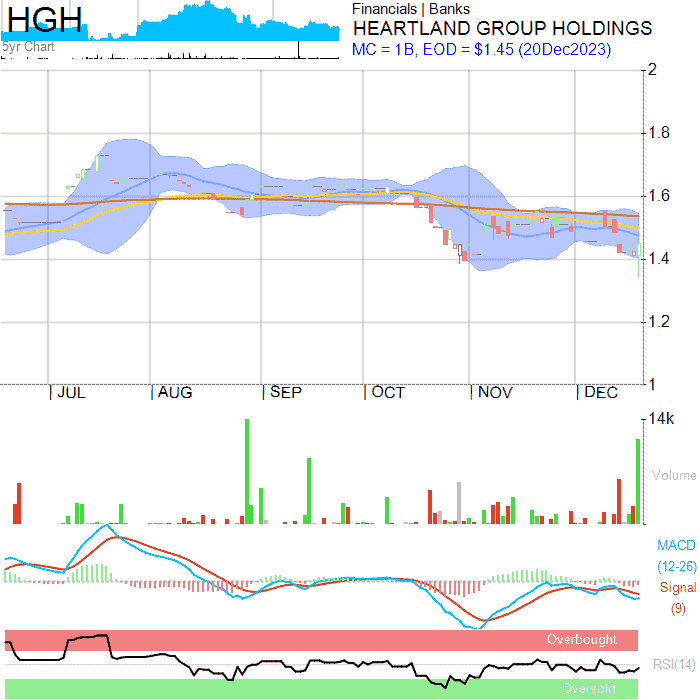 HGH
5yr Chart
Financials | Banks
HEARTLAND GROUP HOLDINGS
MC = 1B, EOD = $1.45 (20Dec2023)
2
1.8
1.6
1.4
1.2
1
JUL AUG SEP OCT NOV DEC
14k
Volume
MACD
(12-26)
Signal
(9)
Overbought
RSI(14)
Oversold